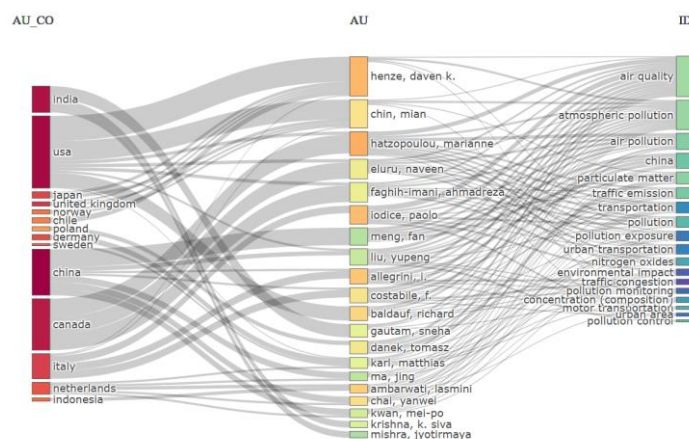 AU_CO
AU
ID
india
usa
japan
united kingdom
norway
chile
poland
germany
sweden
china
canada
italy
netherlands
indonesia
henze, daven k.
chin, mian
hatzopoulou, marianne
eluru, naveen
faghih-imani, ahmadreza
iodice, paolo
meng, fan
liu, yupeng
allegrini, i.
costabile, f.
baldauf, richard
gautam, sneha
danek, tomasz
karl, matthias
ma, jing
ambarwati, lasmini
chai, yanwei
kwan, mei-po
krishna, k. siva
mishra, jyotirmaya
air quality
atmospheric pollution
air pollution
china
particulate matter
traffic emission
transportation
pollution
pollution exposure
urban transportation
nitrogen oxides
environmental impact
traffic congestion
pollution monitoring
concentration (composition)
motor transportation
urban area
pollution control